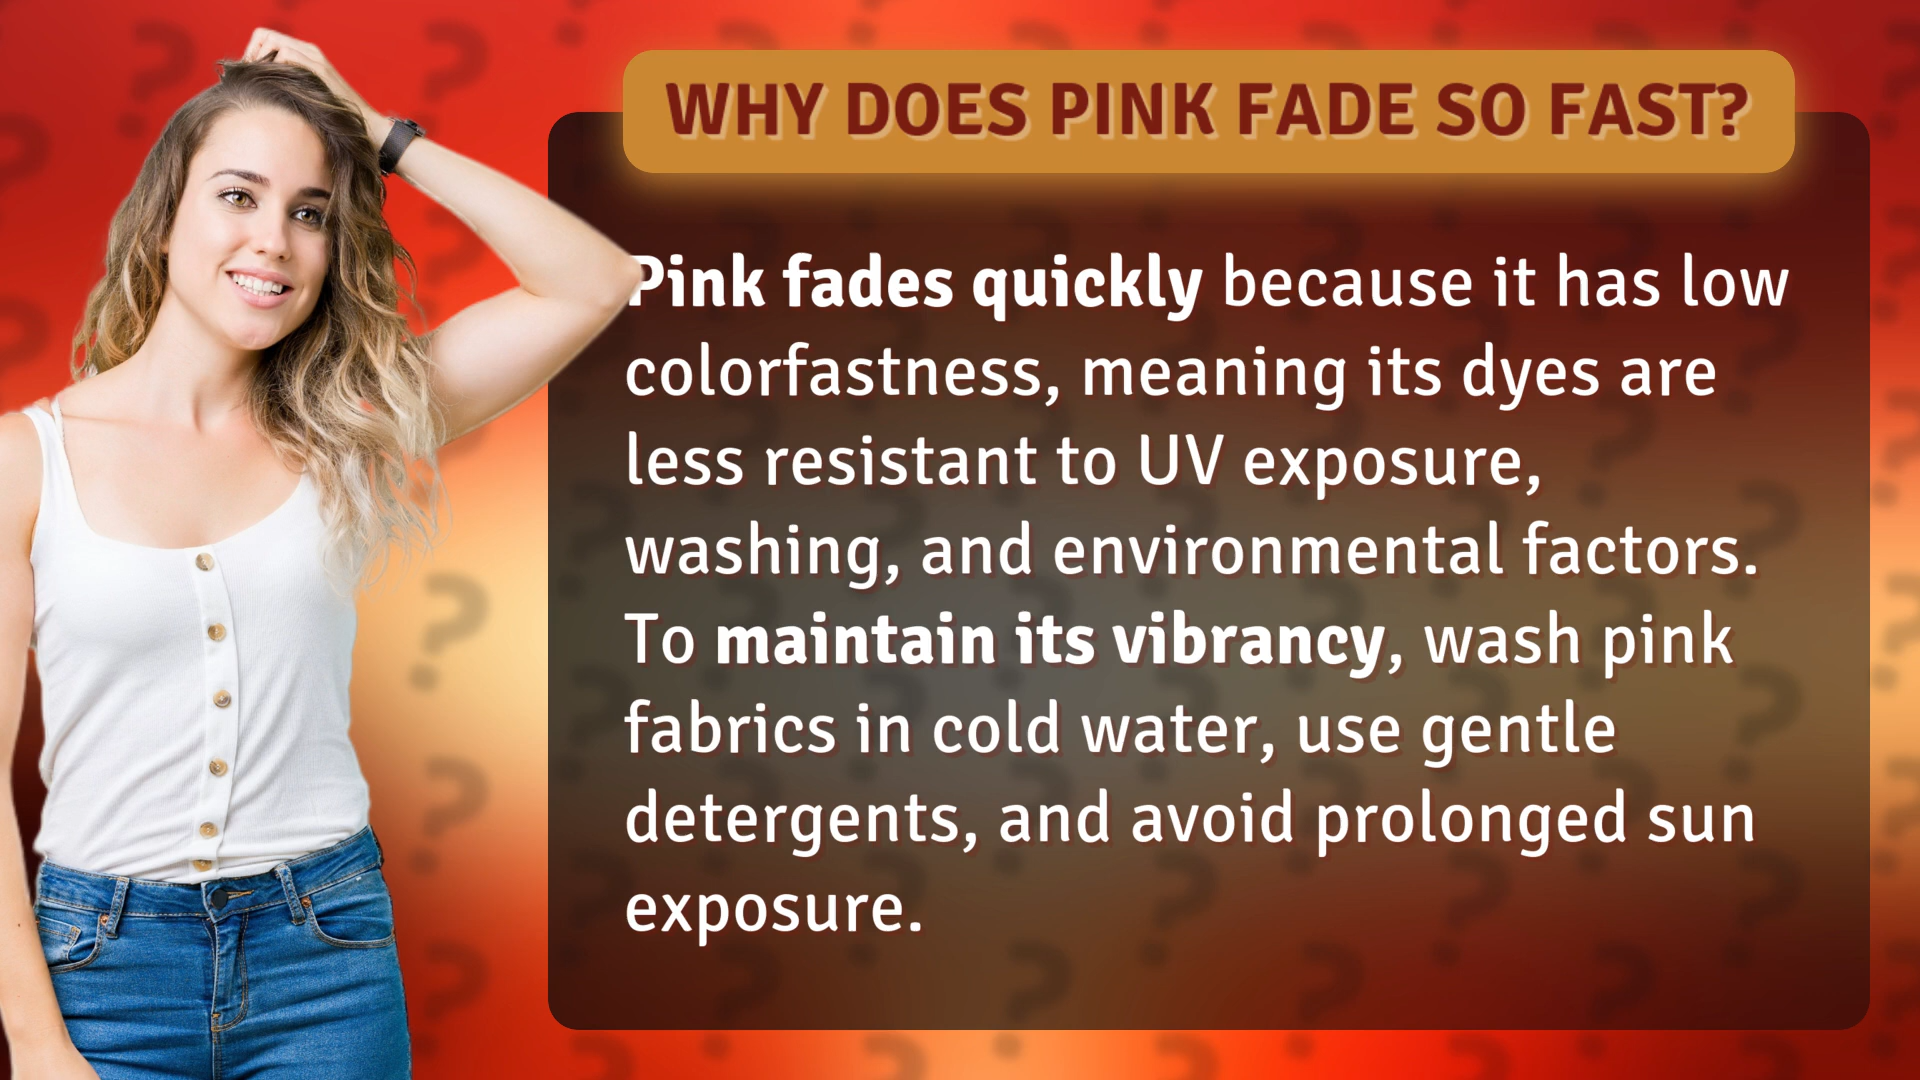 WHY DOES PINK FADE SO FAST?
Pink fades quickly because it has low
colorfastness, meaning its dyes are
less resistant to UV exposure,
washing, and environmental factors.
To maintain its vibrancy, wash pink
fabrics in cold water, use gentle
detergents, and avoid prolonged sun
exposure.